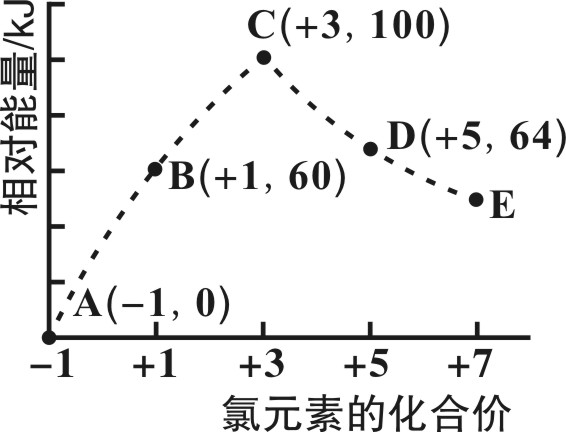 相对能量/kJ
C(+3, 100)
D(+5, 64)
B(+1, 60)
E
A(−1, 0)
−1 +1 +3 +5 +7
氯元素的化合价